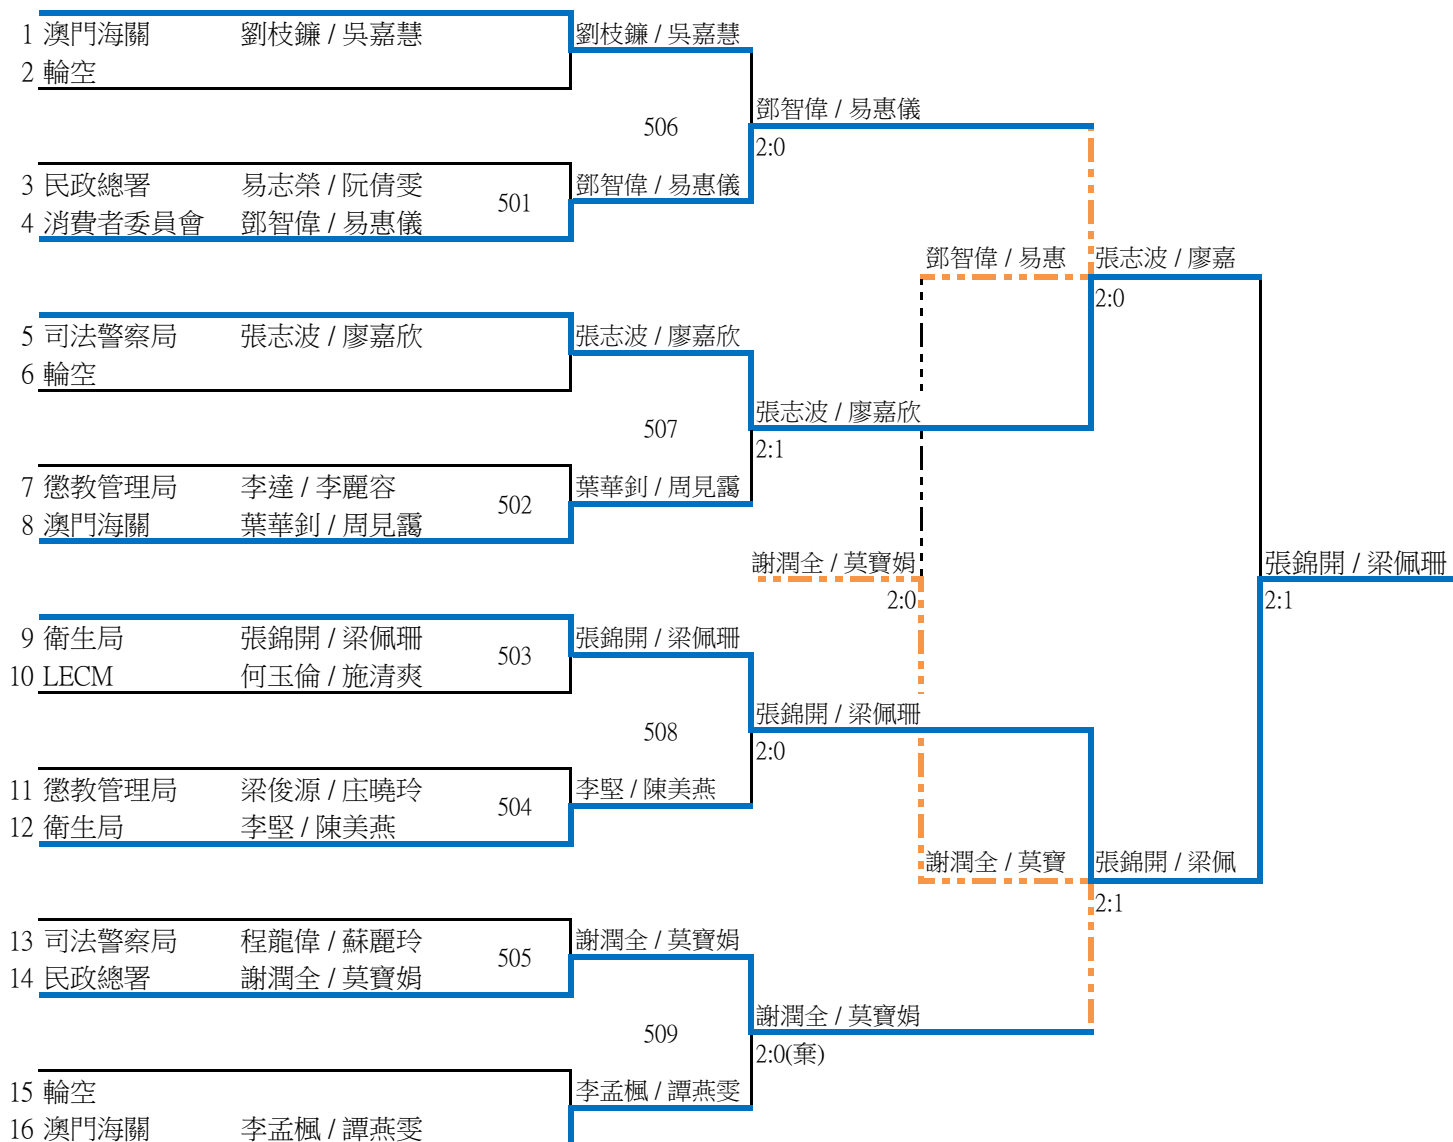 1 澳門海關 劉枝鐮 / 吳嘉慧 劉枝鐮 / 吳嘉慧
2 輪空
鄧智偉 / 易惠儀
506
2:0
3 民政總署 易志榮 / 阮倩雯 鄧智偉 / 易惠儀
501
4 消費者委員會 鄧智偉 / 易惠儀
鄧智偉 / 易惠 張志波 / 廖嘉
2:0
5 司法警察局 張志波 / 廖嘉欣 張志波 / 廖嘉欣
6 輪空
張志波 / 廖嘉欣
507
2:1
7 懲教管理局 李達 / 李麗容 葉華釗 / 周見靄
502
8 澳門海關 葉華釗 / 周見靄
謝潤全 / 莫寶娟 張錦開 / 梁佩珊
2:0 2:1
9 衛生局 張錦開 / 梁佩珊 張錦開 / 梁佩珊
503
10 LECM 何玉倫 / 施清爽
張錦開 / 梁佩珊
508
2:0
11 懲教管理局 梁俊源 / 庄曉玲 李堅 / 陳美燕
504
12 衛生局 李堅 / 陳美燕
謝潤全 / 莫寶 張錦開 / 梁佩
2:1
13 司法警察局 程龍偉 / 蘇麗玲 謝潤全 / 莫寶娟
505
14 民政總署 謝潤全 / 莫寶娟
謝潤全 / 莫寶娟
509
2:0(棄)
15 輪空 李孟楓 / 譚燕雯
16 澳門海關 李孟楓 / 譚燕雯